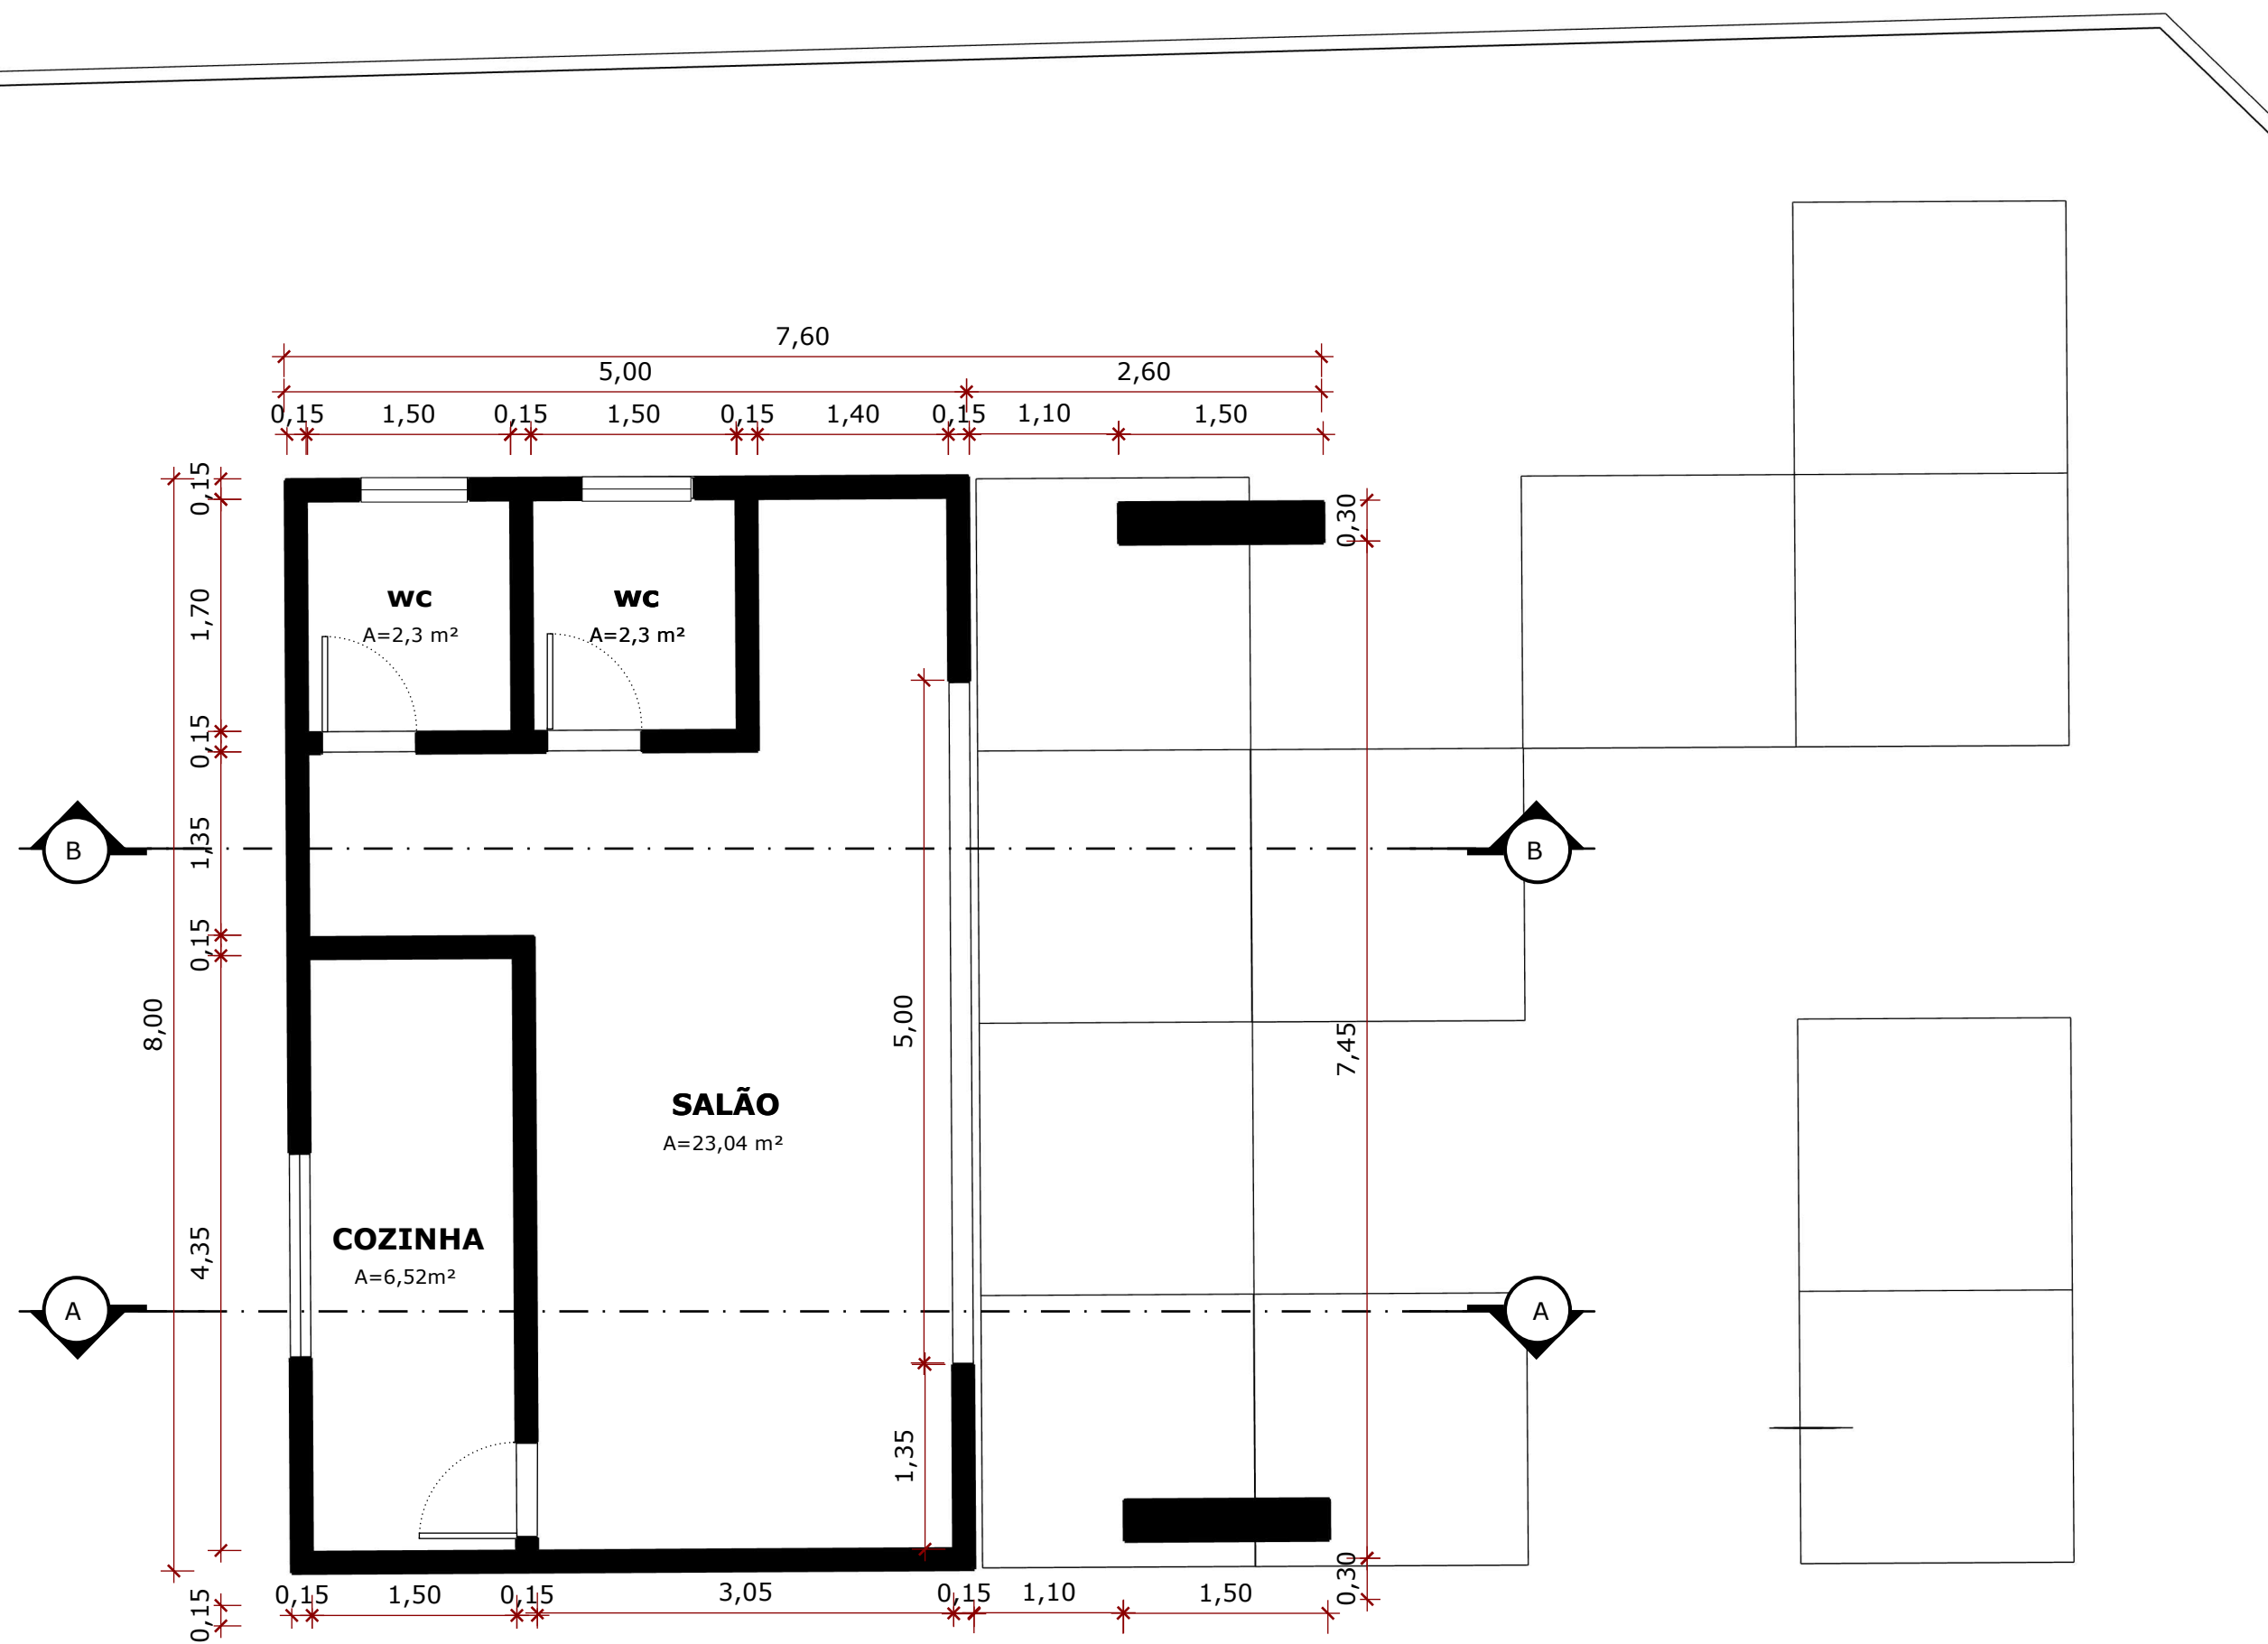 7,60
5,00 2,60
0,15 1,50 0,15 1,50 0,15 1,40 0,15 1,10 1,50
0,15
0,30
wc wc
A=2,3 m² A=2,3 m²
1,70
0,15
B 1,35 B
0,15
8,00 5,00 7,45
SALÃO
A=23,04 m²
COZINHA
A=6,52m²
4,35
A A
1,35
0,15 0,30
0,15 1,50 0,15 3,05 0,15 1,10 1,50